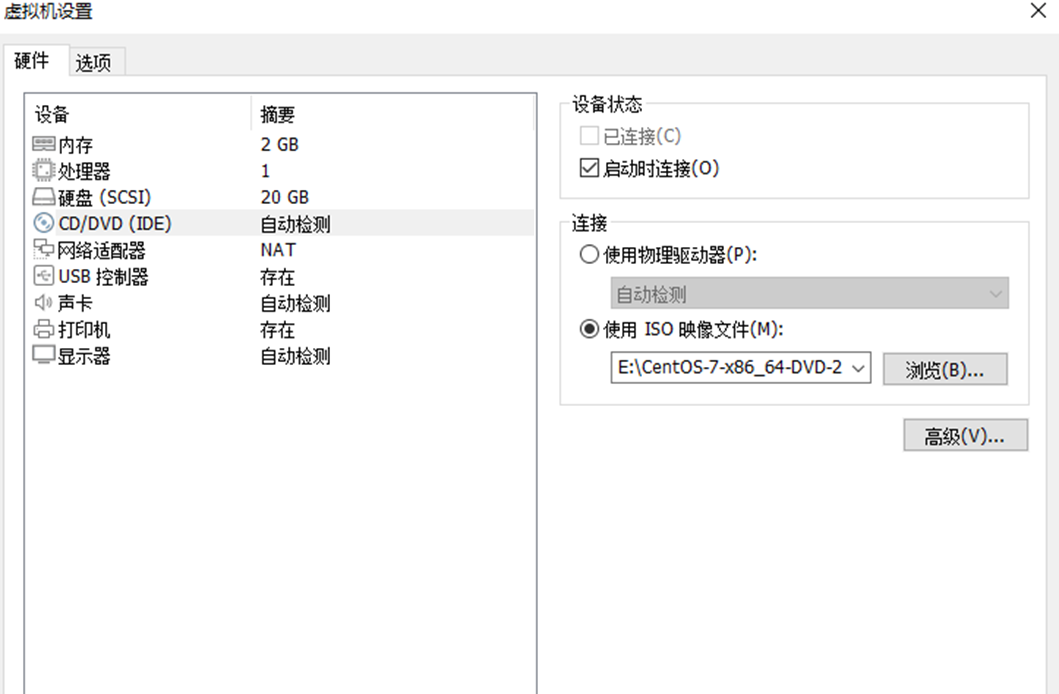 虚拟机设置
硬件 选项
设备 摘要
内存 2 GB
处理器 1
硬盘 (SCSI) 20 GB
CD/DVD (IDE) 自动检测
网络适配器 NAT
USB 控制器 存在
声卡 自动检测
打印机 存在
显示器 自动检测
设备状态
已连接(C)
启动时连接(O)
连接
使用物理驱动器(P):
自动检测
使用 ISO 映像文件(M):
E:\CentOS-7-x86_64-DVD-2
浏览(B)...
高级(V)...